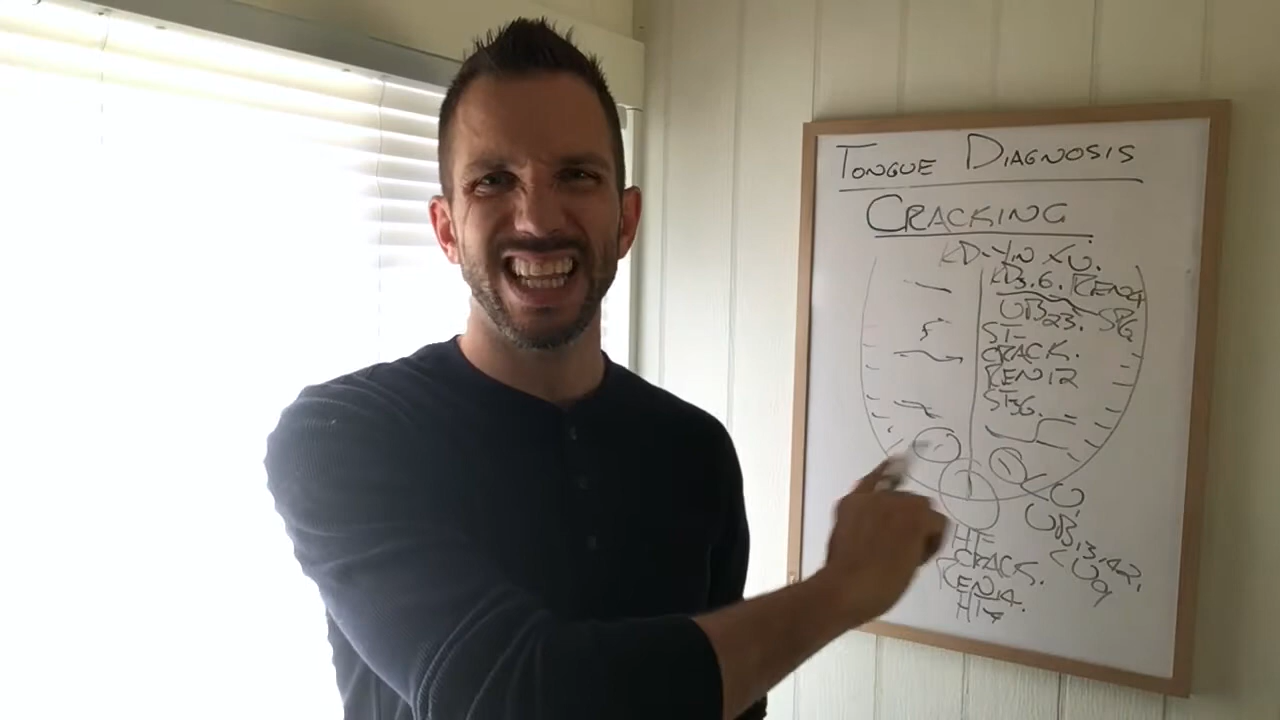 TONGUE DIAGNOSIS
CRACKING
KD-YIN XU.
KD3.6. REN4
UB23. SP6
ST-
CRACK.
REN12
ST36.
LU
UB13,42.
LU9
HT-
CRACK.
REN14.
HT7